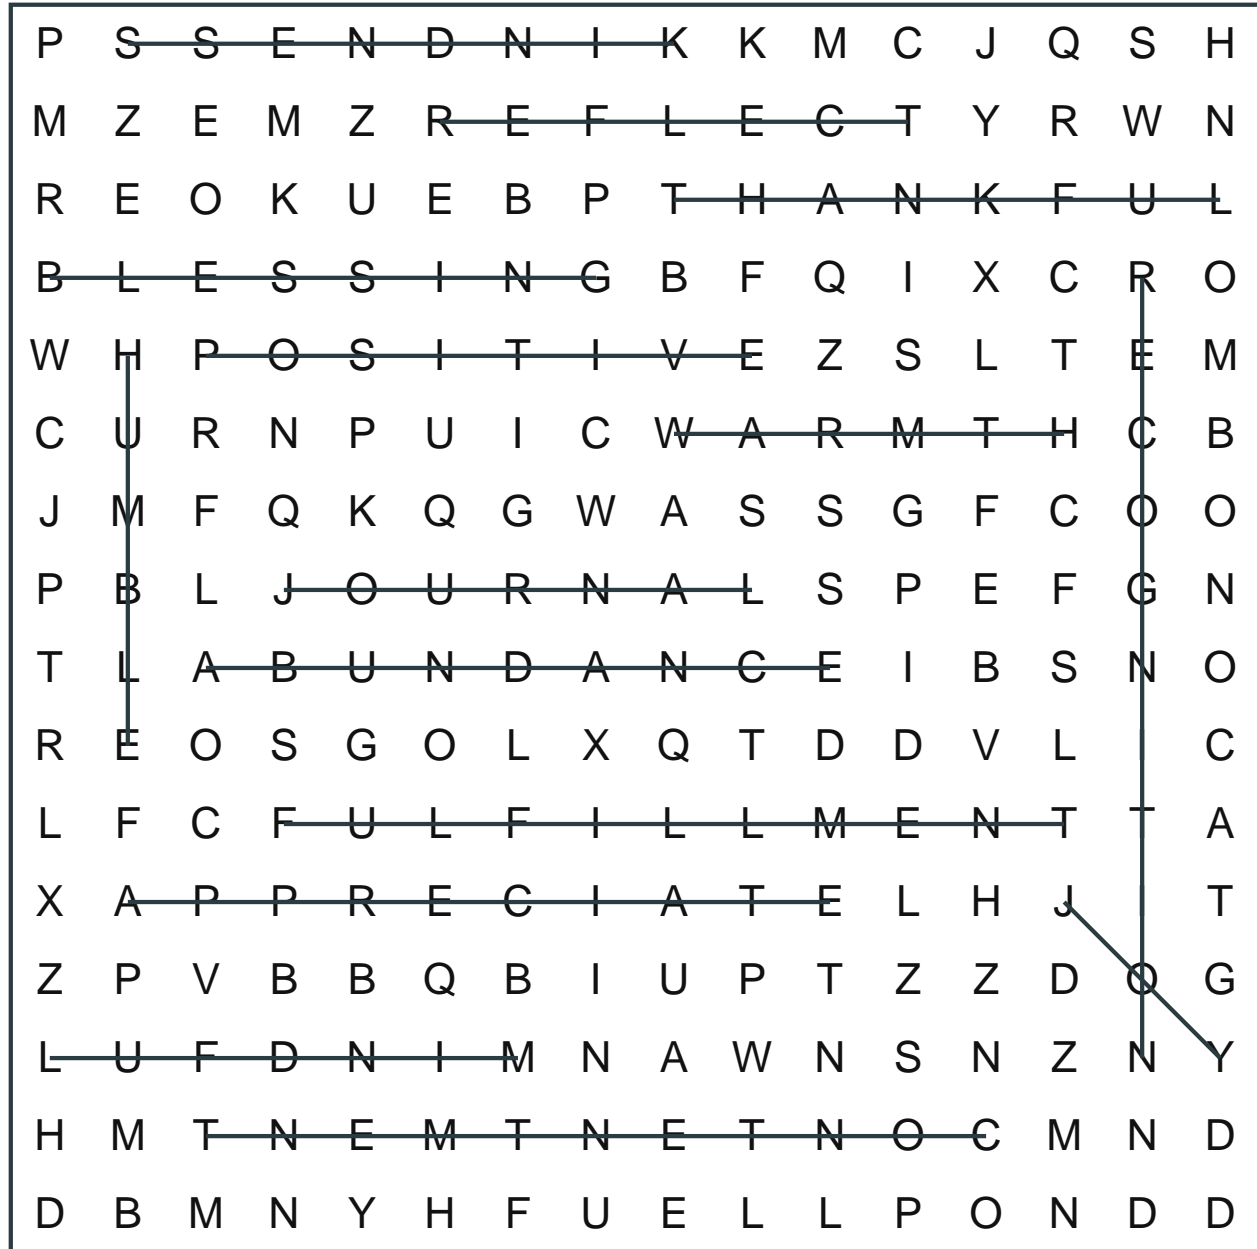 P S S E N D N I K K M C J Q S H
M Z E M Z R E F L E C T Y R W N
R E O K U E B P T H A N K F U L
B L E S S I N G B F Q I X C R O
W H P O S I T I V E Z S L T E M
C U R N P U I C W A R M T H C B
J M F Q K Q G W A S S G F C O O
P B L J O U R N A L S P E F G N
T L A B U N D A N C E I B S N O
R E O S G O L X Q T D D V L I C
L F C F U L F I L L M E N T T A
X A P P R E C I A T E L H J I T
Z P V B B Q B I U P T Z Z D O G
L U F D N I M N A W N S N Z N Y
H M T N E M T N E T N O C M N D
D B M N Y H F U E L L P O N D D